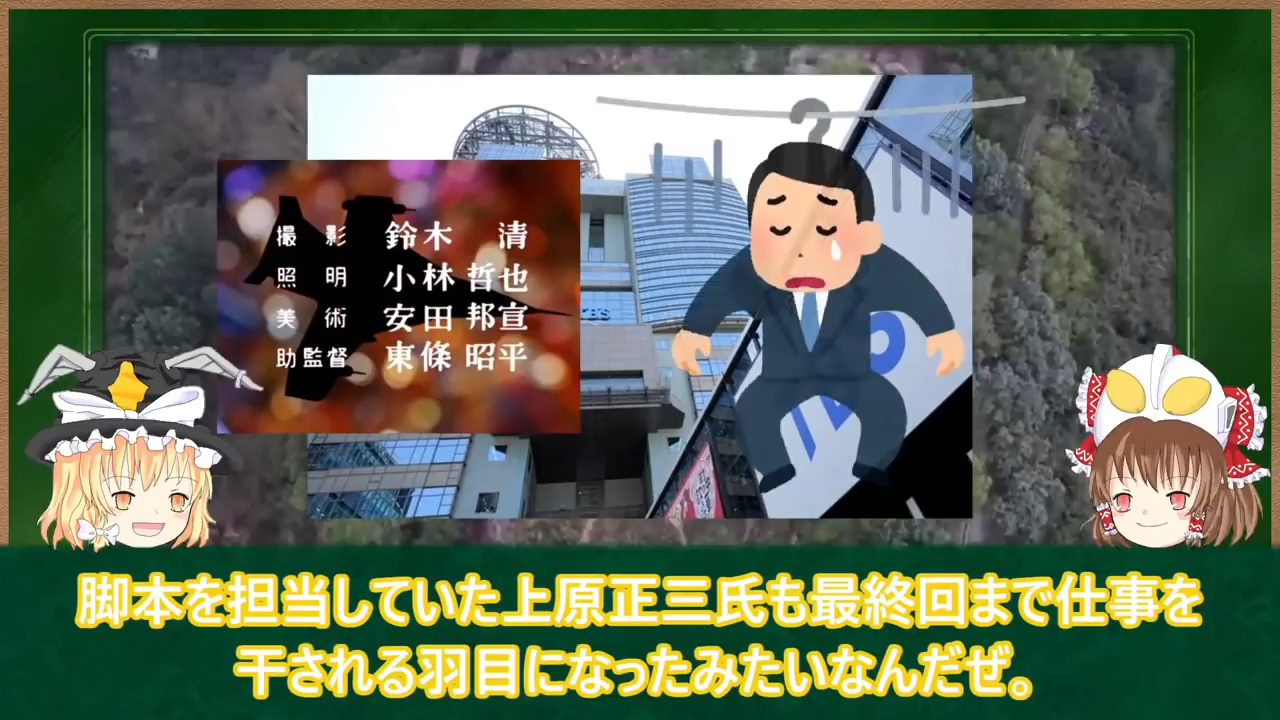 撮影 鈴木 清
照明 小林 哲也
美術 安田 邦宣
助監督 東條 昭平
脚本を担当していた上原正三氏も最終回まで仕事を
干される羽目になったみたいなんだぜ。